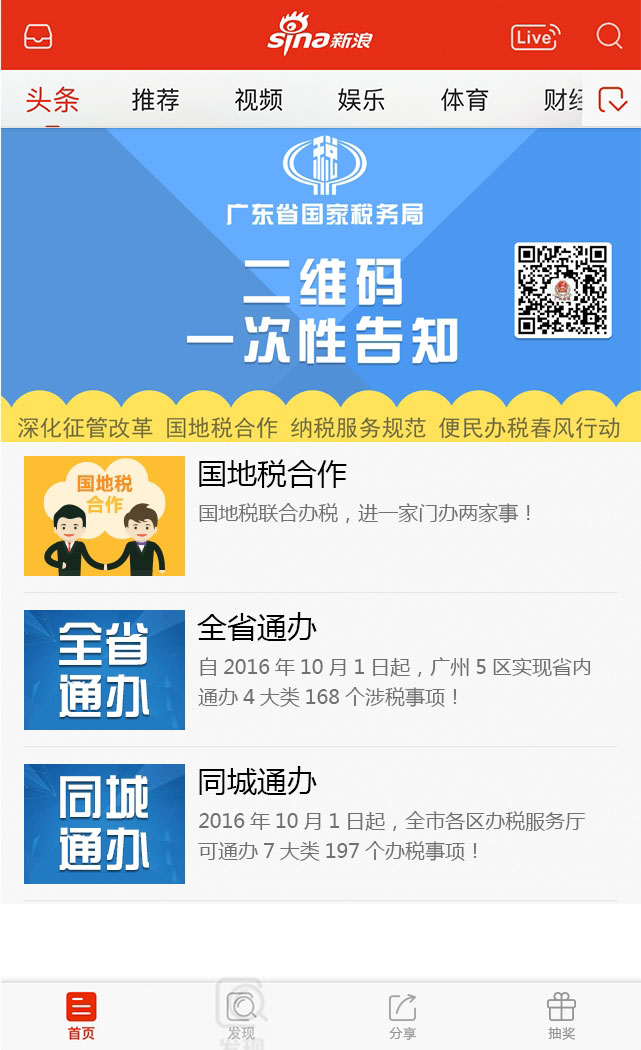 sina新浪
Live
头条 推荐 视频 娱乐 体育 财经
税
广东省国家税务局
二维码
一次性告知
深化征管改革 国地税合作 纳税服务规范 便民办税春风行动
国地税
合作
国地税合作
国地税联合办税，进一家门办两家事！
全省
通办
全省通办
自 2016 年 10 月 1 日起，广州 5 区实现省内
通办 4 大类 168 个涉税事项！
同城
通办
同城通办
2016 年 10 月 1 日起，全市各区办税服务厅
可通办 7 大类 197 个办税事项！
首页 发现 分享 抽奖
发现